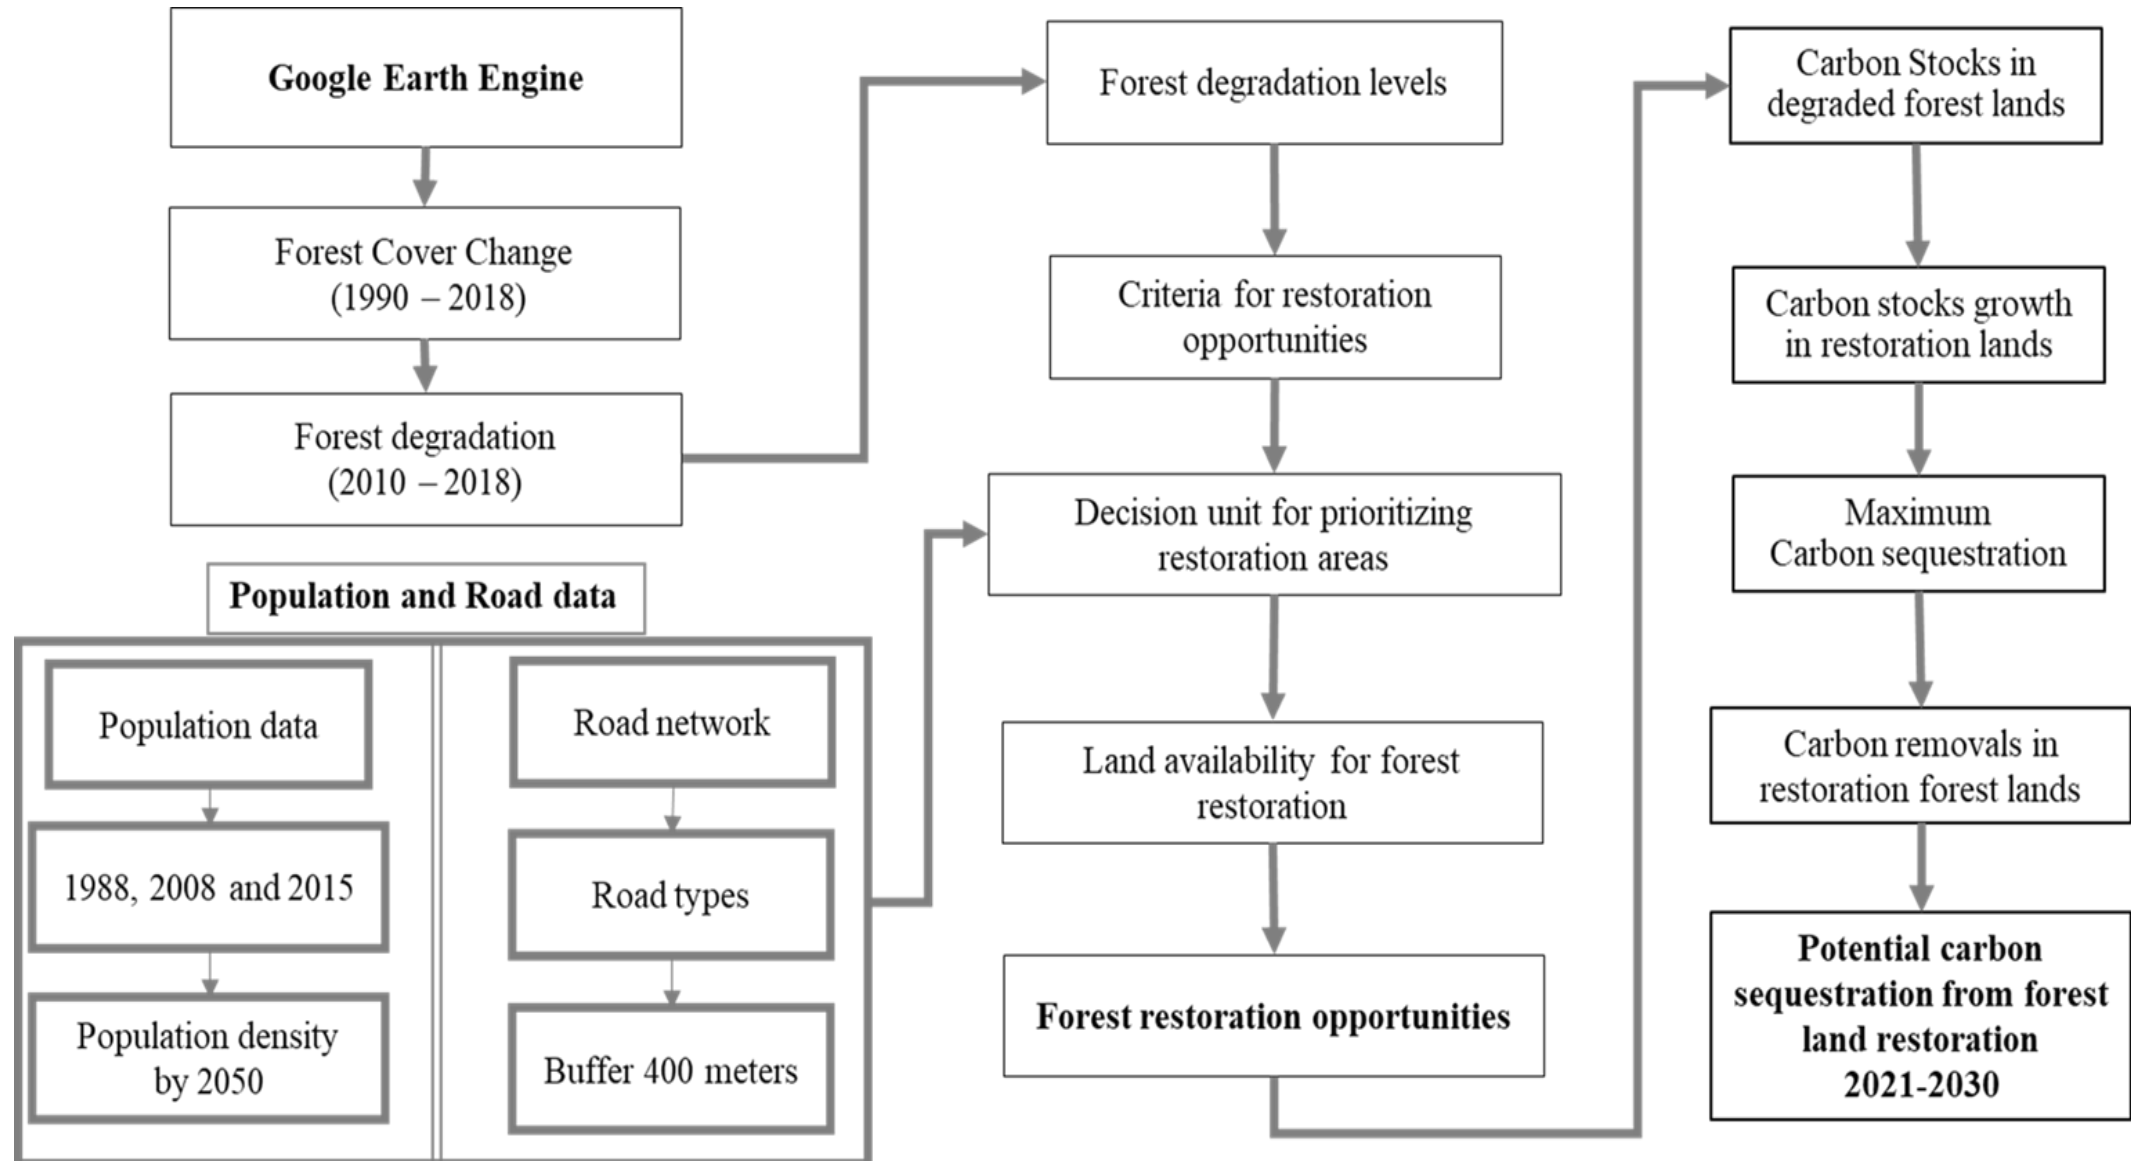 Google Earth Engine
Forest Cover Change
(1990 – 2018)
Forest degradation
(2010 – 2018)
Population and Road data
Population data
1988, 2008 and 2015
Population density
by 2050
Road network
Road types
Buffer 400 meters
Forest degradation levels
Criteria for restoration
opportunities
Decision unit for prioritizing
restoration areas
Land availability for forest
restoration
Forest restoration opportunities
Carbon Stocks in
degraded forest lands
Carbon stocks growth
in restoration lands
Maximum
Carbon sequestration
Carbon removals in
restoration forest lands
Potential carbon
sequestration from forest
land restoration
2021-2030